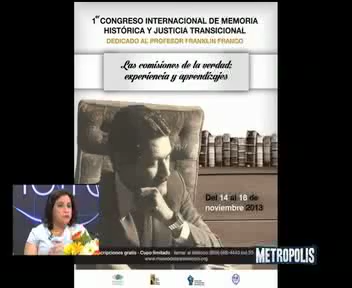 1er CONGRESO INTERNACIONAL DE MEMORIA
HISTÓRICA Y JUSTICIA TRANSICIONAL
DEDICADO AL PROFESOR FRANKLIN FRANCO
Las comisiones de la verdad:
experiencia y aprendizajes
Del 14 al 18 de
noviembre 2013
inscripciones gratis - Cupo limitado
METROPOLIS